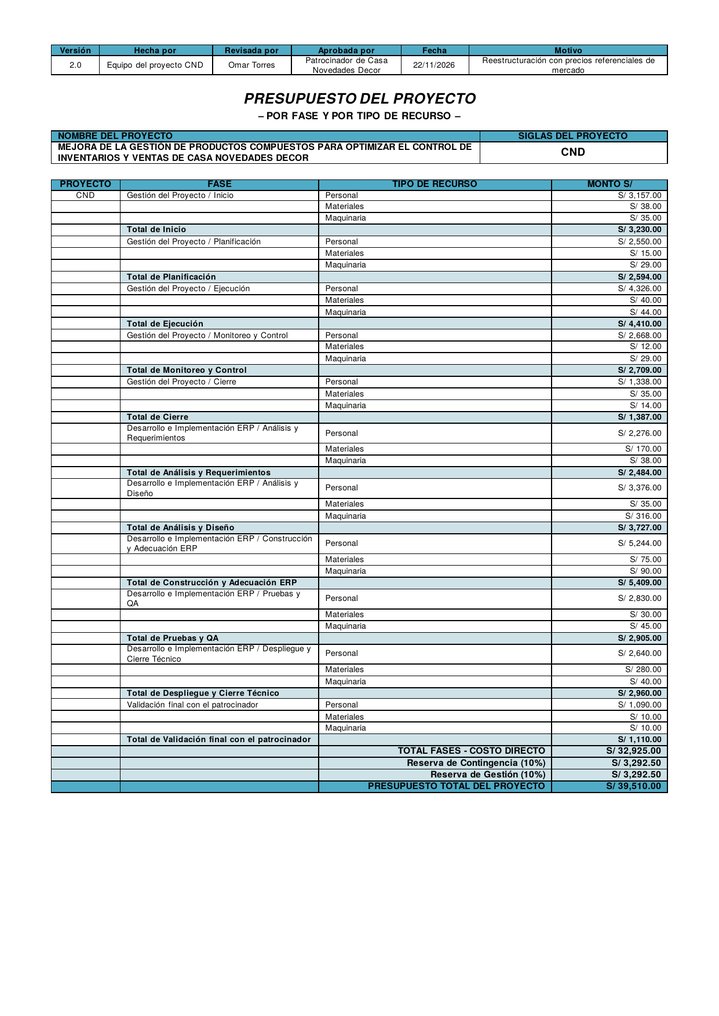 Versión Hecha por Revisada por Aprobada por Fecha Motivo
2.0 Equipo del proyecto CND Omar Torres Patrocinador de Casa Novedades Decor 22/11/2026 Reestructuración con precios referenciales de mercado
PRESUPUESTO DEL PROYECTO
– POR FASE Y POR TIPO DE RECURSO –
NOMBRE DEL PROYECTO SIGLAS DEL PROYECTO
MEJORA DE LA GESTIÓN DE PRODUCTOS COMPUESTOS PARA OPTIMIZAR EL CONTROL DE
INVENTARIOS Y VENTAS DE CASA NOVEDADES DECOR
CND
PROYECTO FASE TIPO DE RECURSO MONTO S/
CND Gestión del Proyecto / Inicio Personal S/ 3,157.00
Materiales S/ 38.00
Maquinaria S/ 35.00
Total de Inicio S/ 3,230.00
Gestión del Proyecto / Planificación Personal S/ 2,550.00
Materiales S/ 15.00
Maquinaria S/ 29.00
Total de Planificación S/ 2,594.00
Gestión del Proyecto / Ejecución Personal S/ 4,326.00
Materiales S/ 40.00
Maquinaria S/ 44.00
Total de Ejecución S/ 4,410.00
Gestión del Proyecto / Monitoreo y Control Personal S/ 2,668.00
Materiales S/ 12.00
Maquinaria S/ 29.00
Total de Monitoreo y Control S/ 2,709.00
Gestión del Proyecto / Cierre Personal S/ 1,338.00
Materiales S/ 35.00
Maquinaria S/ 14.00
Total de Cierre S/ 1,387.00
Desarrollo e Implementación ERP / Análisis y
Requerimientos Personal S/ 2,276.00
Materiales S/ 170.00
Maquinaria S/ 38.00
Total de Análisis y Requerimientos S/ 2,484.00
Desarrollo e Implementación ERP / Análisis y
Diseño Personal S/ 3,376.00
Materiales S/ 35.00
Maquinaria S/ 316.00
Total de Análisis y Diseño S/ 3,727.00
Desarrollo e Implementación ERP / Construcción
y Adecuación ERP Personal S/ 5,244.00
Materiales S/ 75.00
Maquinaria S/ 90.00
Total de Construcción y Adecuación ERP S/ 5,409.00
Desarrollo e Implementación ERP / Pruebas y
QA Personal S/ 2,830.00
Materiales S/ 30.00
Maquinaria S/ 45.00
Total de Pruebas y QA S/ 2,905.00
Desarrollo e Implementación ERP / Despliegue y
Cierre Técnico Personal S/ 2,640.00
Materiales S/ 280.00
Maquinaria S/ 40.00
Total de Despliegue y Cierre Técnico S/ 2,960.00
Validación final con el patrocinador Personal S/ 1,090.00
Materiales S/ 10.00
Maquinaria S/ 10.00
Total de Validación final con el patrocinador S/ 1,110.00
TOTAL FASES - COSTO DIRECTO S/ 32,925.00
Reserva de Contingencia (10%) S/ 3,292.50
Reserva de Gestión (10%) S/ 3,292.50
PRESUPUESTO TOTAL DEL PROYECTO S/ 39,510.00